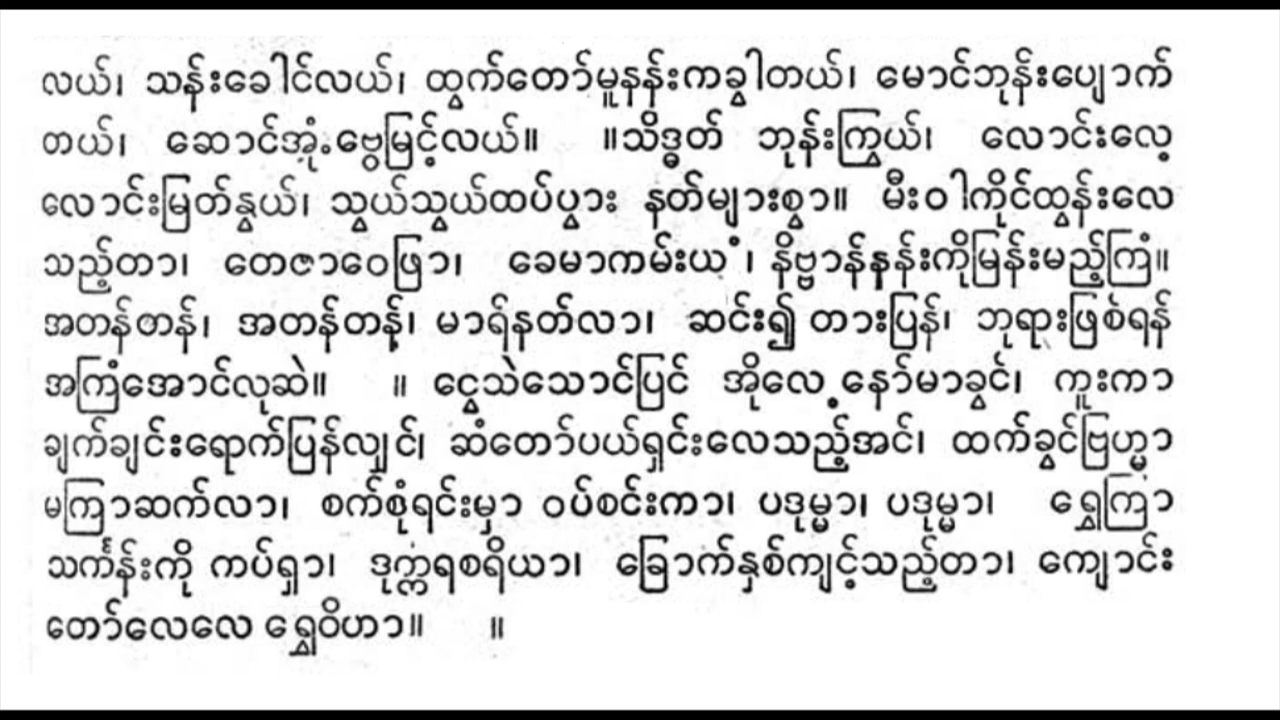 လယ်၊ သန်းခေါင်လယ်၊ ထွက်တော်မူနန်းကခွါတယ်၊ မောင်ဘုန်းပျောက်
တယ်၊ ဆောင်အုံးဗွေမြင့်လယ်။ ။သိဒ္ဓတ် ဘုန်းကြွယ်၊ လောင်းလေ့
လောင်းမြတ်နွယ်၊ သွယ်သွယ်ထပ်ပွား နတ်များစွာ။ မီးဝါကိုင်ထွန်းလေ
သည့်တာ၊ တေဇာဝေဖြာ၊ ခေမာကမ်းယံ၊ နိဗ္ဗာန်နန်းကိုမြန်းမည့်ကြံ။
အတန်တန်၊ အတန်တန့်၊ မာရ်နတ်လာ၊ ဆင်း၍ တားပြန်၊ ဘုရားဖြစ်ရန်
အကြံအောင်လုဆဲ။ ။ ငွေသဲသောင်ပြင် အိုလေ့နော်မာခွင်၊ ကူးကာ
ချက်ချင်းရောက်ပြန်လျှင်၊ ဆံတော်ပယ်ရှင်းလေသည့်အင်၊ ထက်ခွင်ဗြဟ္မာ
မကြာဆက်လာ၊ စက်စုံရင်းမှာ ဝပ်စင်းကာ၊ ပဒုမ္မာ၊ ပဒုမ္မာ၊ ရွှေကြာ
သင်္ကန်းကို ကပ်ရှာ၊ ဒုက္ကရစရိယာ၊ ခြောက်နှစ်ကျင့်သည့်တာ၊ ကျောင်း
တော်လေလေ ရွှေဝိဟာ။ ။